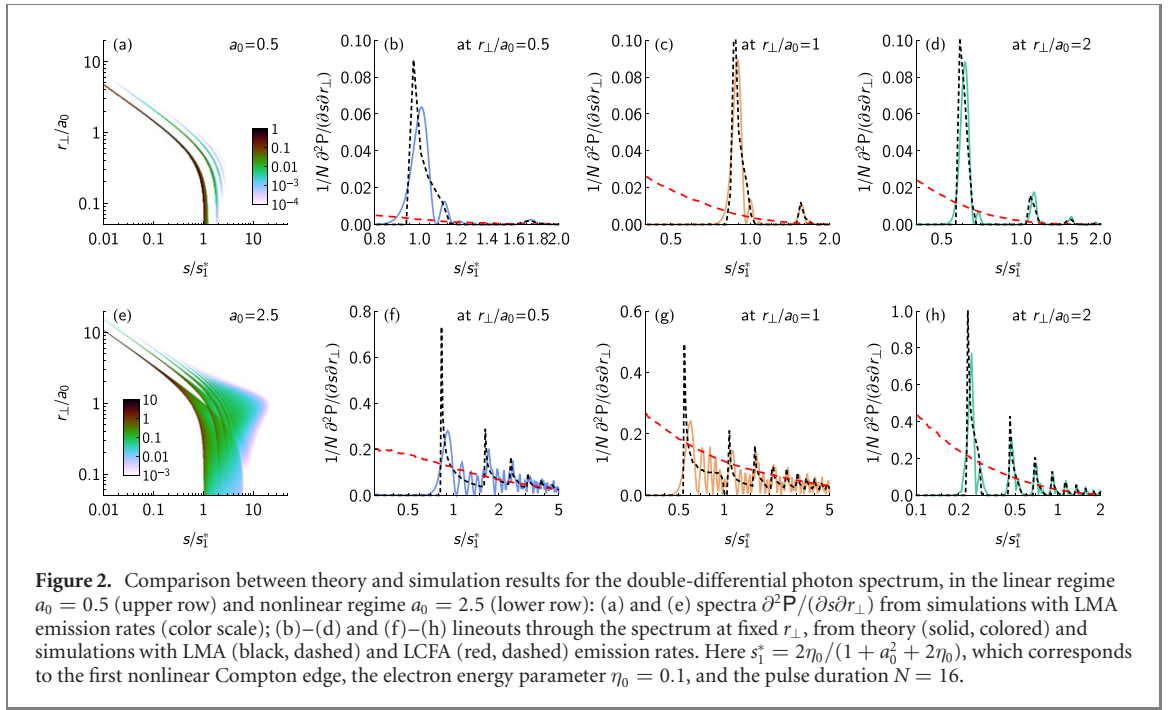 (a) a₀=0.5
10
1
0.1
r⊥/a₀
1
0.1
0.01
10⁻³
10⁻⁴
0.01 0.1 1 10
s/s₁*
(b) at r⊥/a₀=0.5
0.10
0.08
0.06
0.04
0.02
0.00
1/N ∂²P/(∂s∂r⊥)
0.8 1.0 1.2 1.4 1.6 1.8 2.0
s/s₁*
(c) at r⊥/a₀=1
0.10
0.08
0.06
0.04
0.02
0.00
1/N ∂²P/(∂s∂r⊥)
0.5 1.0 1.5 2.0
s/s₁*
(d) at r⊥/a₀=2
0.10
0.08
0.06
0.04
0.02
0.00
1/N ∂²P/(∂s∂r⊥)
0.5 1.0 1.5 2.0
s/s₁*
(e) a₀=2.5
10
1
0.1
r⊥/a₀
10
1
0.1
0.01
10⁻³
0.01 0.1 1 10
s/s₁*
(f) at r⊥/a₀=0.5
0.8
0.6
0.4
0.2
0.0
1/N ∂²P/(∂s∂r⊥)
0.5 1 2 5
s/s₁*
(g) at r⊥/a₀=1
0.6
0.4
0.2
0.0
1/N ∂²P/(∂s∂r⊥)
0.5 1 2 5
s/s₁*
(h) at r⊥/a₀=2
1.0
0.8
0.6
0.4
0.2
0.0
1/N ∂²P/(∂s∂r⊥)
0.1 0.2 0.5 1 2
s/s₁*
Figure 2. Comparison between theory and simulation results for the double-differential photon spectrum, in the linear regime
a₀ = 0.5 (upper row) and nonlinear regime a₀ = 2.5 (lower row): (a) and (e) spectra ∂²P/(∂s∂r⊥) from simulations with LMA
emission rates (color scale); (b)–(d) and (f)–(h) lineouts through the spectrum at fixed r⊥, from theory (solid, colored) and
simulations with LMA (black, dashed) and LCFA (red, dashed) emission rates. Here s₁* = 2η₀/(1 + a₀² + 2η₀), which corresponds
to the first nonlinear Compton edge, the electron energy parameter η₀ = 0.1, and the pulse duration N = 16.